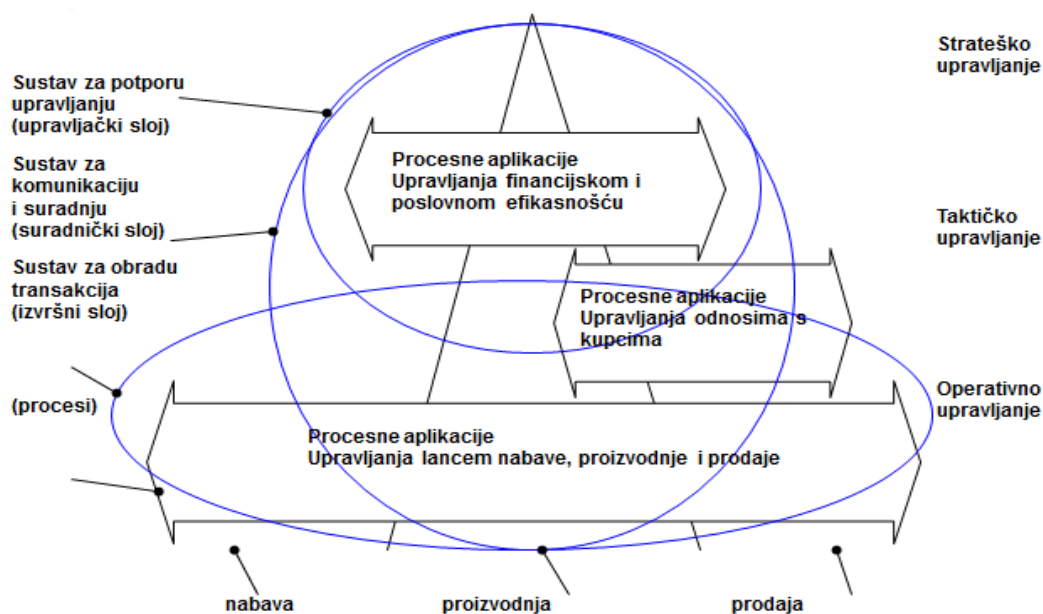 Strateško
upravljanje
Sustav za potporu
upravljanju
(upravljački sloj)
Procesne aplikacije
Upravljanja financijskom i
poslovnom efikasnošću
Sustav za
komunikaciju
i suradnju
(suradnički sloj)
Taktičko
upravljanje
Sustav za obradu
transakcija
(izvršni sloj)
Procesne aplikacije
Upravljanja odnosima s
kupcima
(procesi)
Operativno
upravljanje
Procesne aplikacije
Upravljanja lancem nabave, proizvodnje i prodaje
nabava
proizvodnja
prodaja